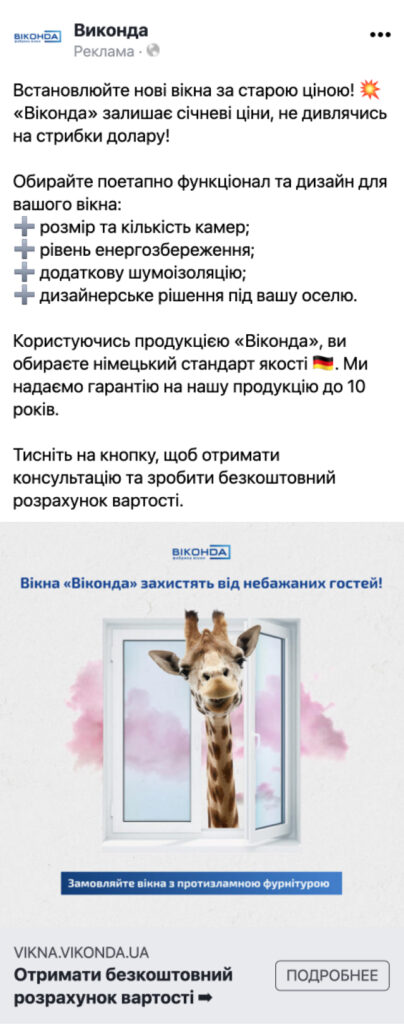 ВІКОНДА
Виконда
Реклама ·
Встановлюйте нові вікна за старою ціною! 💥
«Віконда» залишає січневі ціни, не дивлячись
на стрибки долару!
Обирайте поетапно функціонал та дизайн для
вашого вікна:
➕ розмір та кількість камер;
➕ рівень енергозбереження;
➕ додаткову шумоізоляцію;
➕ дизайнерське рішення під вашу оселю.
Користуючись продукцією «Віконда», ви
обираєте німецький стандарт якості 🇩🇪. Ми
надаємо гарантію на нашу продукцію до 10
років.
Тисніть на кнопку, щоб отримати
консультацію та зробити безкоштовний
розрахунок вартості.
ВІКОНДА
Вікна «Віконда» захистять від небажаних гостей!
Замовляйте вікна з протизламною фурнітурою
VIKNA.VIKONDA.UA
Отримати безкоштовний
розрахунок вартості ➡
ПОДРОБНЕЕ